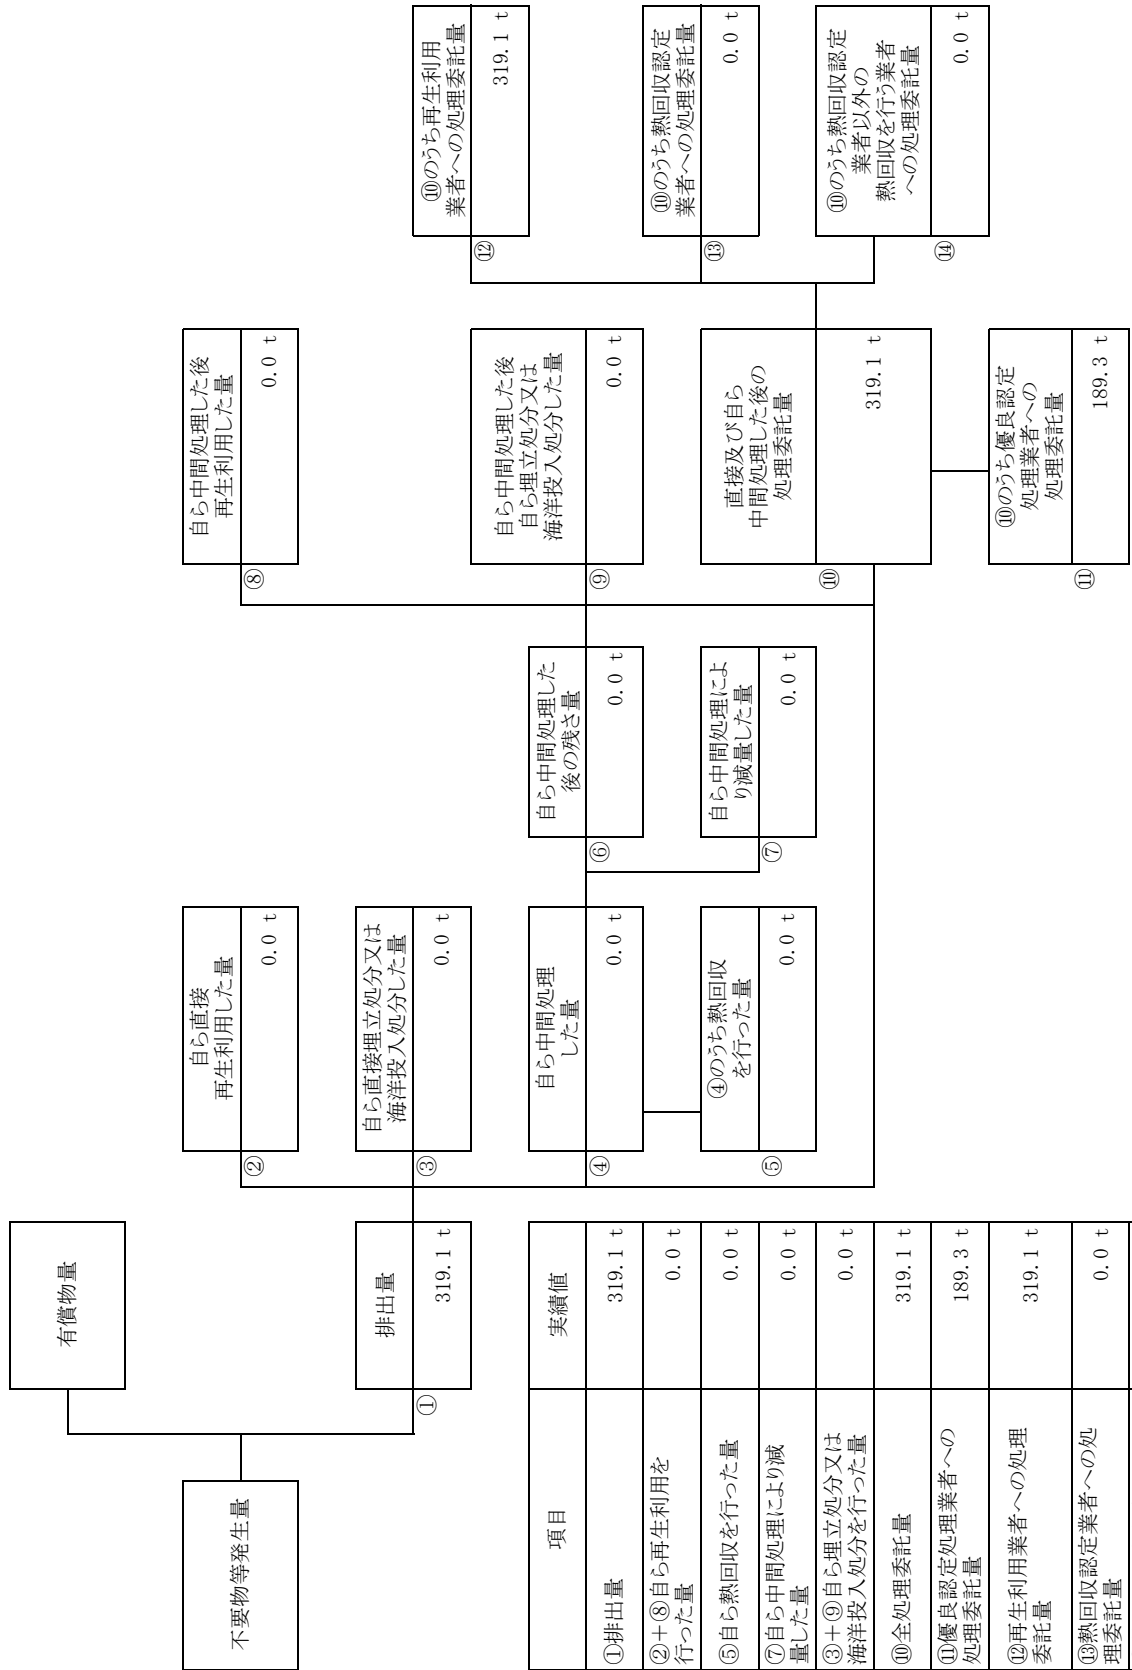 不要物等発生量
有償物量
①
排出量
319.1 t
②
自ら直接
再生利用した量
0.0 t
③
自ら直接埋立処分又は
海洋投入処分した量
0.0 t
④
自ら中間処理
した量
0.0 t
⑤
④のうち熱回収
を行った量
0.0 t
⑥
自ら中間処理した
後の残さ量
0.0 t
⑦
自ら中間処理によ
り減量した量
0.0 t
⑧
自ら中間処理した後
再生利用した量
0.0 t
⑨
自ら中間処理した後
自ら埋立処分又は
海洋投入処分した量
0.0 t
⑩
直接及び自ら
中間処理した後の
処理委託量
319.1 t
⑪
⑩のうち優良認定
処理業者への
処理委託量
189.3 t
⑫
⑩のうち再生利用
業者への処理委託量
319.1 t
⑬
⑩のうち熱回収認定
業者への処理委託量
0.0 t
⑭
⑩のうち熱回収認定
業者以外の
熱回収を行う業者
への処理委託量
0.0 t
項目 実績値
①排出量 319.1 t
②+⑧自ら再生利用を
行った量 0.0 t
⑤自ら熱回収を行った量 0.0 t
⑦自ら中間処理により減
量した量 0.0 t
③+⑨自ら埋立処分又は
海洋投入処分を行った量 0.0 t
⑩全処理委託量 319.1 t
⑪優良認定処理業者への
処理委託量 189.3 t
⑫再生利用業者への処理
委託量 319.1 t
⑬熱回収認定業者への処
理委託量 0.0 t